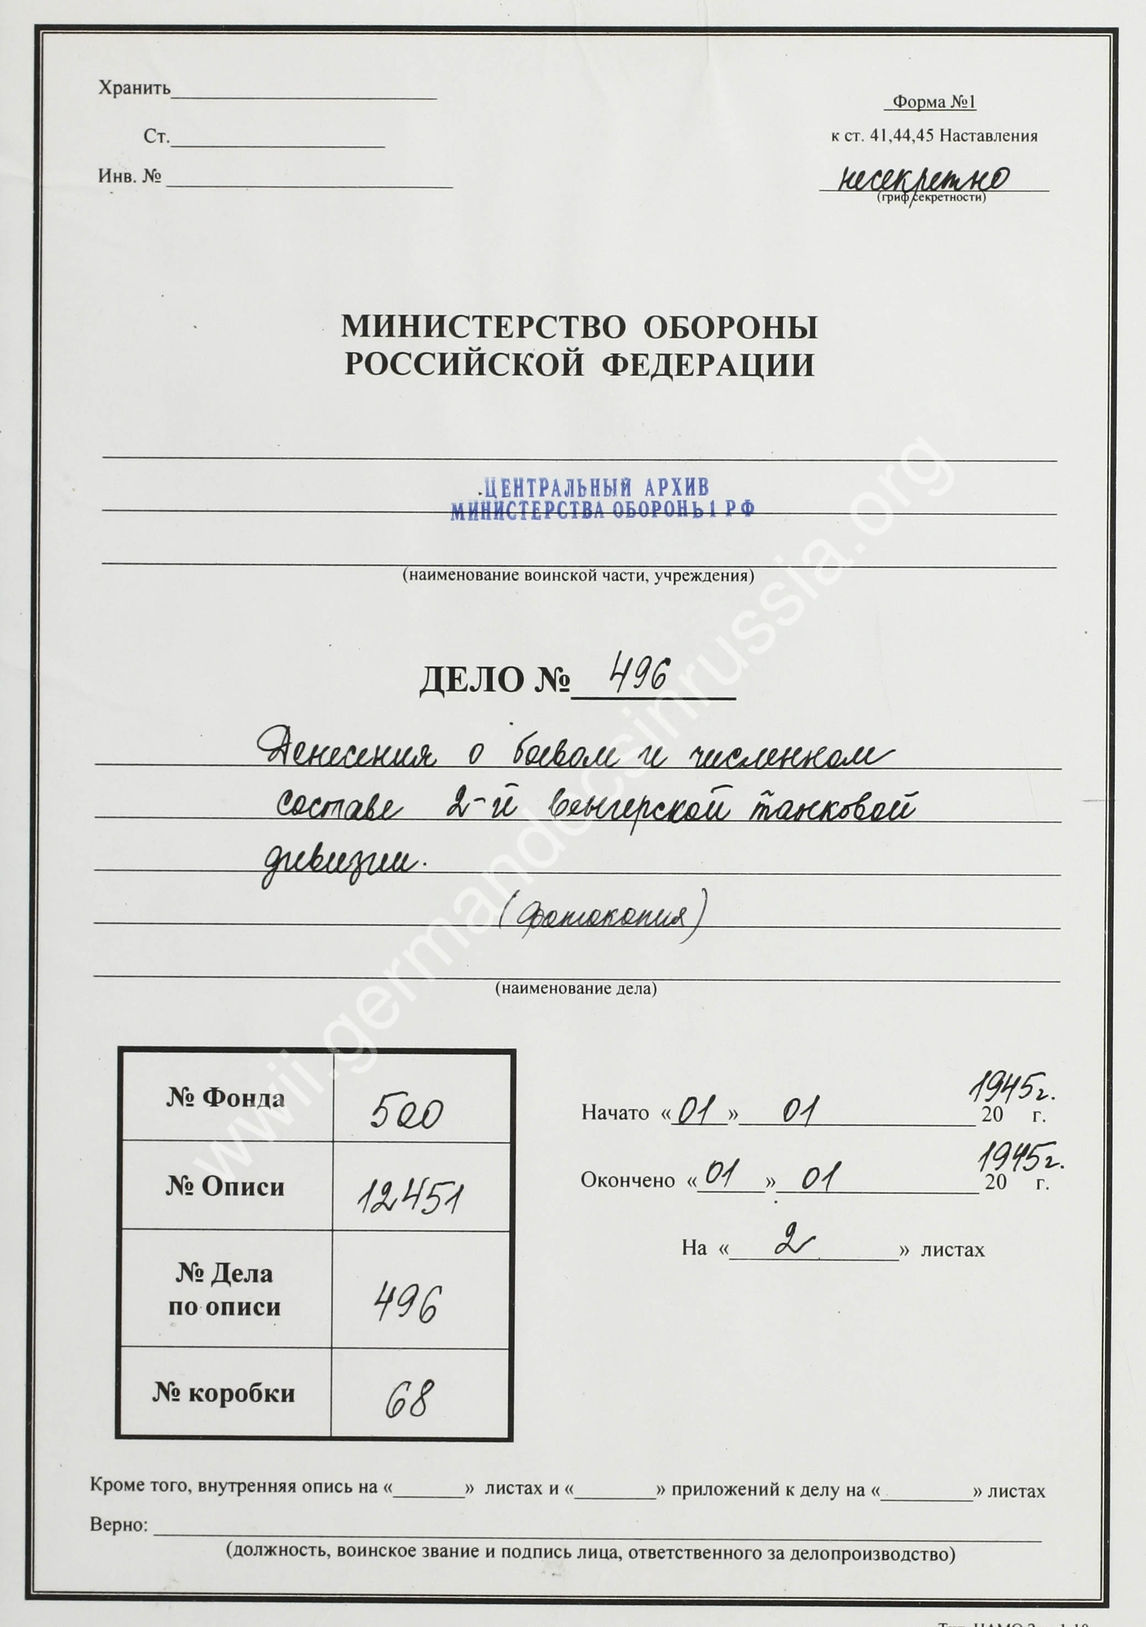 Хранить
Форма №1
Ст.
к ст. 41,44,45 Наставления
Инв. №
несекретно
(гриф секретности)
МИНИСТЕРСТВО ОБОРОНЫ
РОССИЙСКОЙ ФЕДЕРАЦИИ
ЦЕНТРАЛЬНЫЙ АРХИВ
МИНИСТЕРСТВА ОБОРОНЫ РФ
(наименование воинской части, учреждения)
ДЕЛО № 496
Донесения о боевом и численном
составе 2-й венгерской танковой
дивизии.
(фотокопия)
(наименование дела)
№ Фонда 500
№ Описи 12451
№ Дела
по описи 496
№ коробки 68
Начато «01» 01 1945г. 20 г.
Окончено «01» 01 1945г. 20 г.
На « 2 » листах
Кроме того, внутренняя опись на « » листах и « » приложений к делу на « » листах
Верно:
(должность, воинское звание и подпись лица, ответственного за делопроизводство)
wwii.germandocsinrussia.org